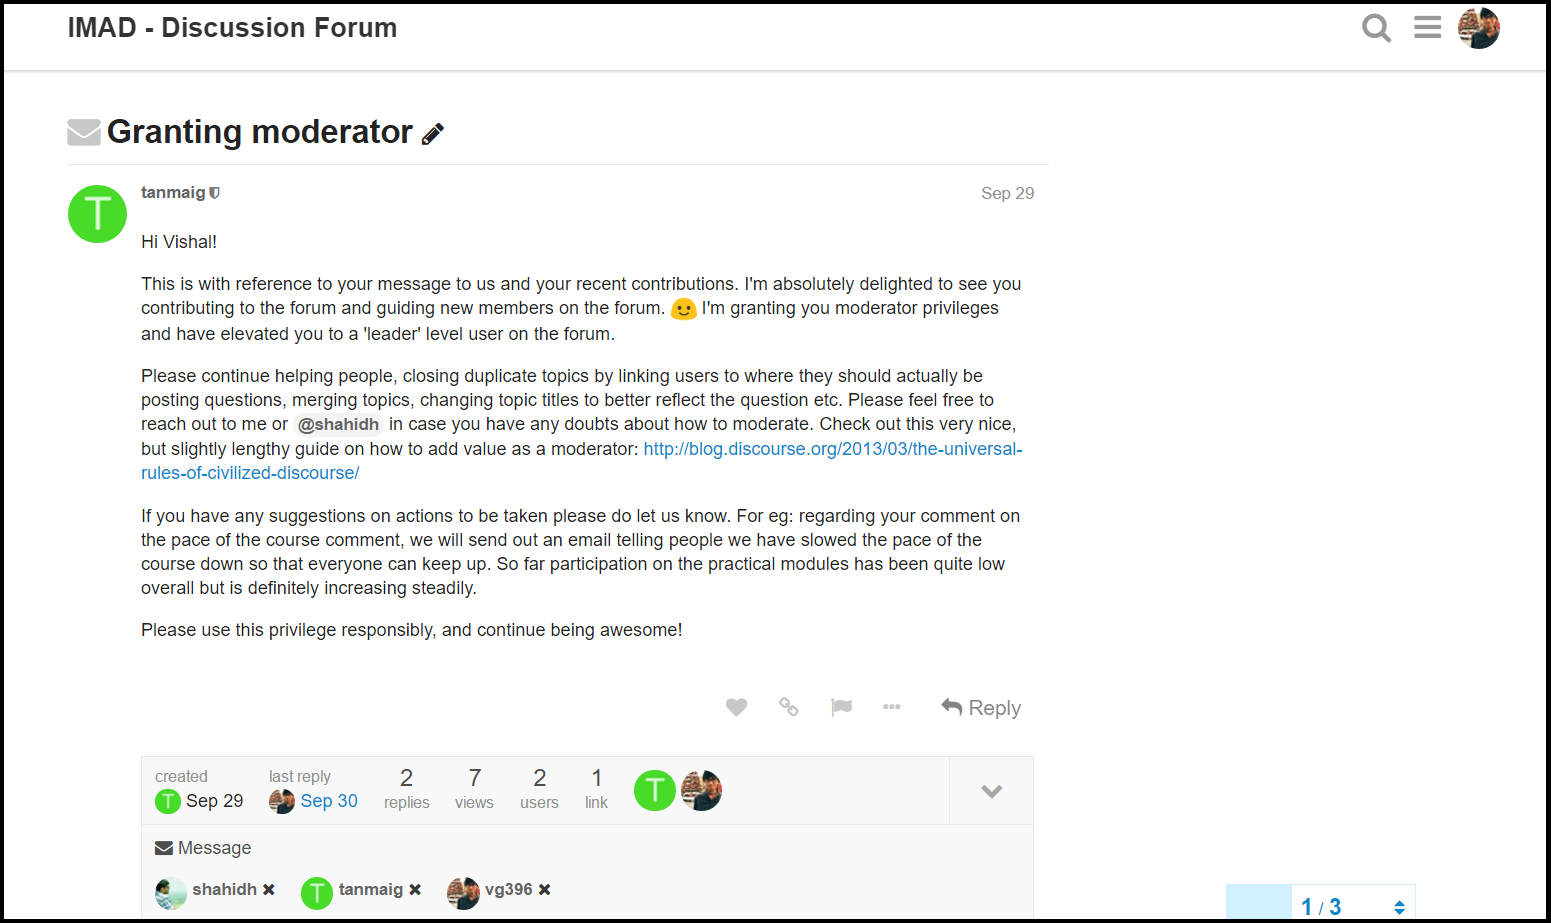 IMAD - Discussion Forum
Granting moderator
tanmaig
Sep 29
T
Hi Vishal!
This is with reference to your message to us and your recent contributions. I'm absolutely delighted to see you
contributing to the forum and guiding new members on the forum. I'm granting you moderator privileges
and have elevated you to a 'leader' level user on the forum.
Please continue helping people, closing duplicate topics by linking users to where they should actually be
posting questions, merging topics, changing topic titles to better reflect the question etc. Please feel free to
reach out to me or @shahidh in case you have any doubts about how to moderate. Check out this very nice,
but slightly lengthy guide on how to add value as a moderator: http://blog.discourse.org/2013/03/the-universal-
rules-of-civilized-discourse/
If you have any suggestions on actions to be taken please do let us know. For eg: regarding your comment on
the pace of the course comment, we will send out an email telling people we have slowed the pace of the
course down so that everyone can keep up. So far participation on the practical modules has been quite low
overall but is definitely increasing steadily.
Please use this privilege responsibly, and continue being awesome!
Reply
created
T Sep 29
last reply
Sep 30
2
replies
7
views
2
users
1
link
T
Message
shahidh
T tanmaig
vg396
1 / 3